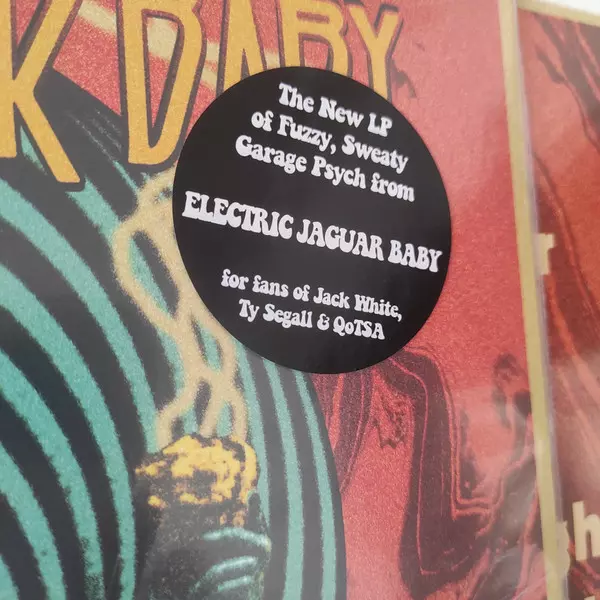 K BABY
The New LP
of Fuzzy, Sweaty
Garage Psych from
ELECTRIC JAGUAR BABY
for fans of Jack White,
Ty Segall & QoTSA